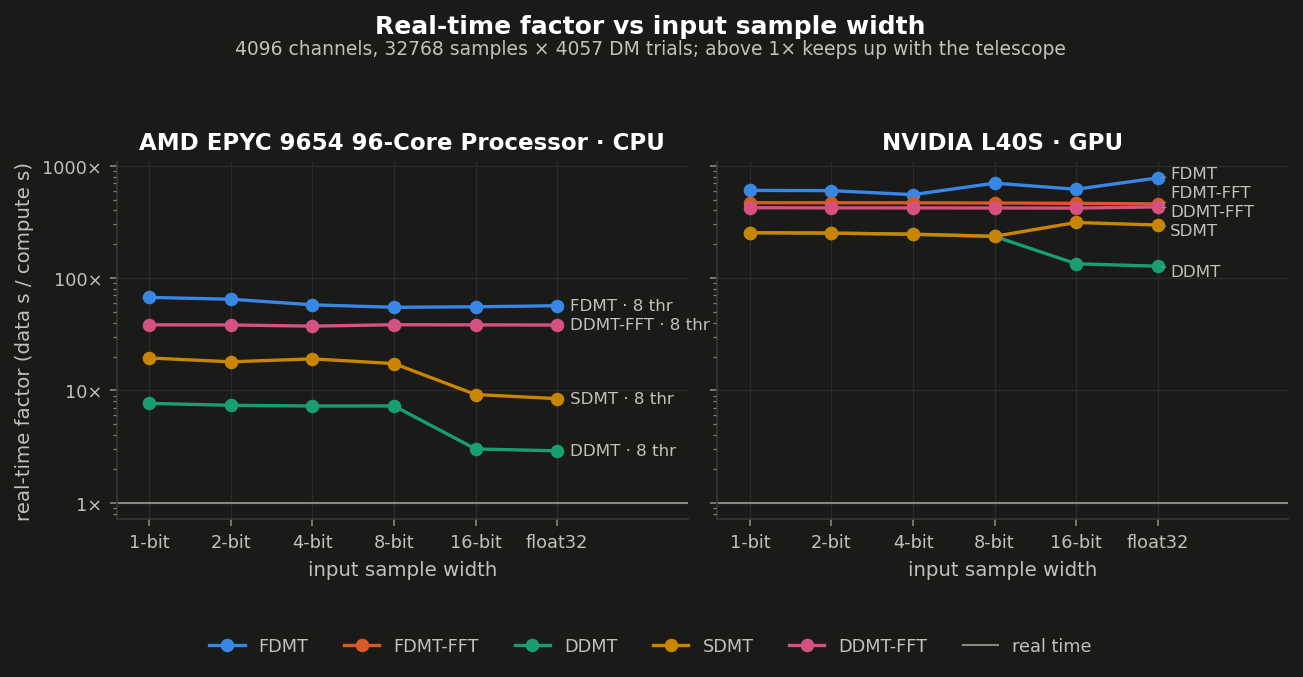 Real-time factor vs input sample width
4096 channels, 32768 samples × 4057 DM trials; above 1× keeps up with the telescope
AMD EPYC 9654 96-Core Processor · CPU
real-time factor (data s / compute s)
1000×
100×
10×
1×
FDMT · 8 thr
DDMT-FFT · 8 thr
SDMT · 8 thr
DDMT · 8 thr
1-bit 2-bit 4-bit 8-bit 16-bit float32
input sample width
NVIDIA L40S · GPU
FDMT
FDMT-FFT
DDMT-FFT
SDMT
DDMT
1-bit 2-bit 4-bit 8-bit 16-bit float32
input sample width
FDMT FDMT-FFT DDMT SDMT DDMT-FFT real time